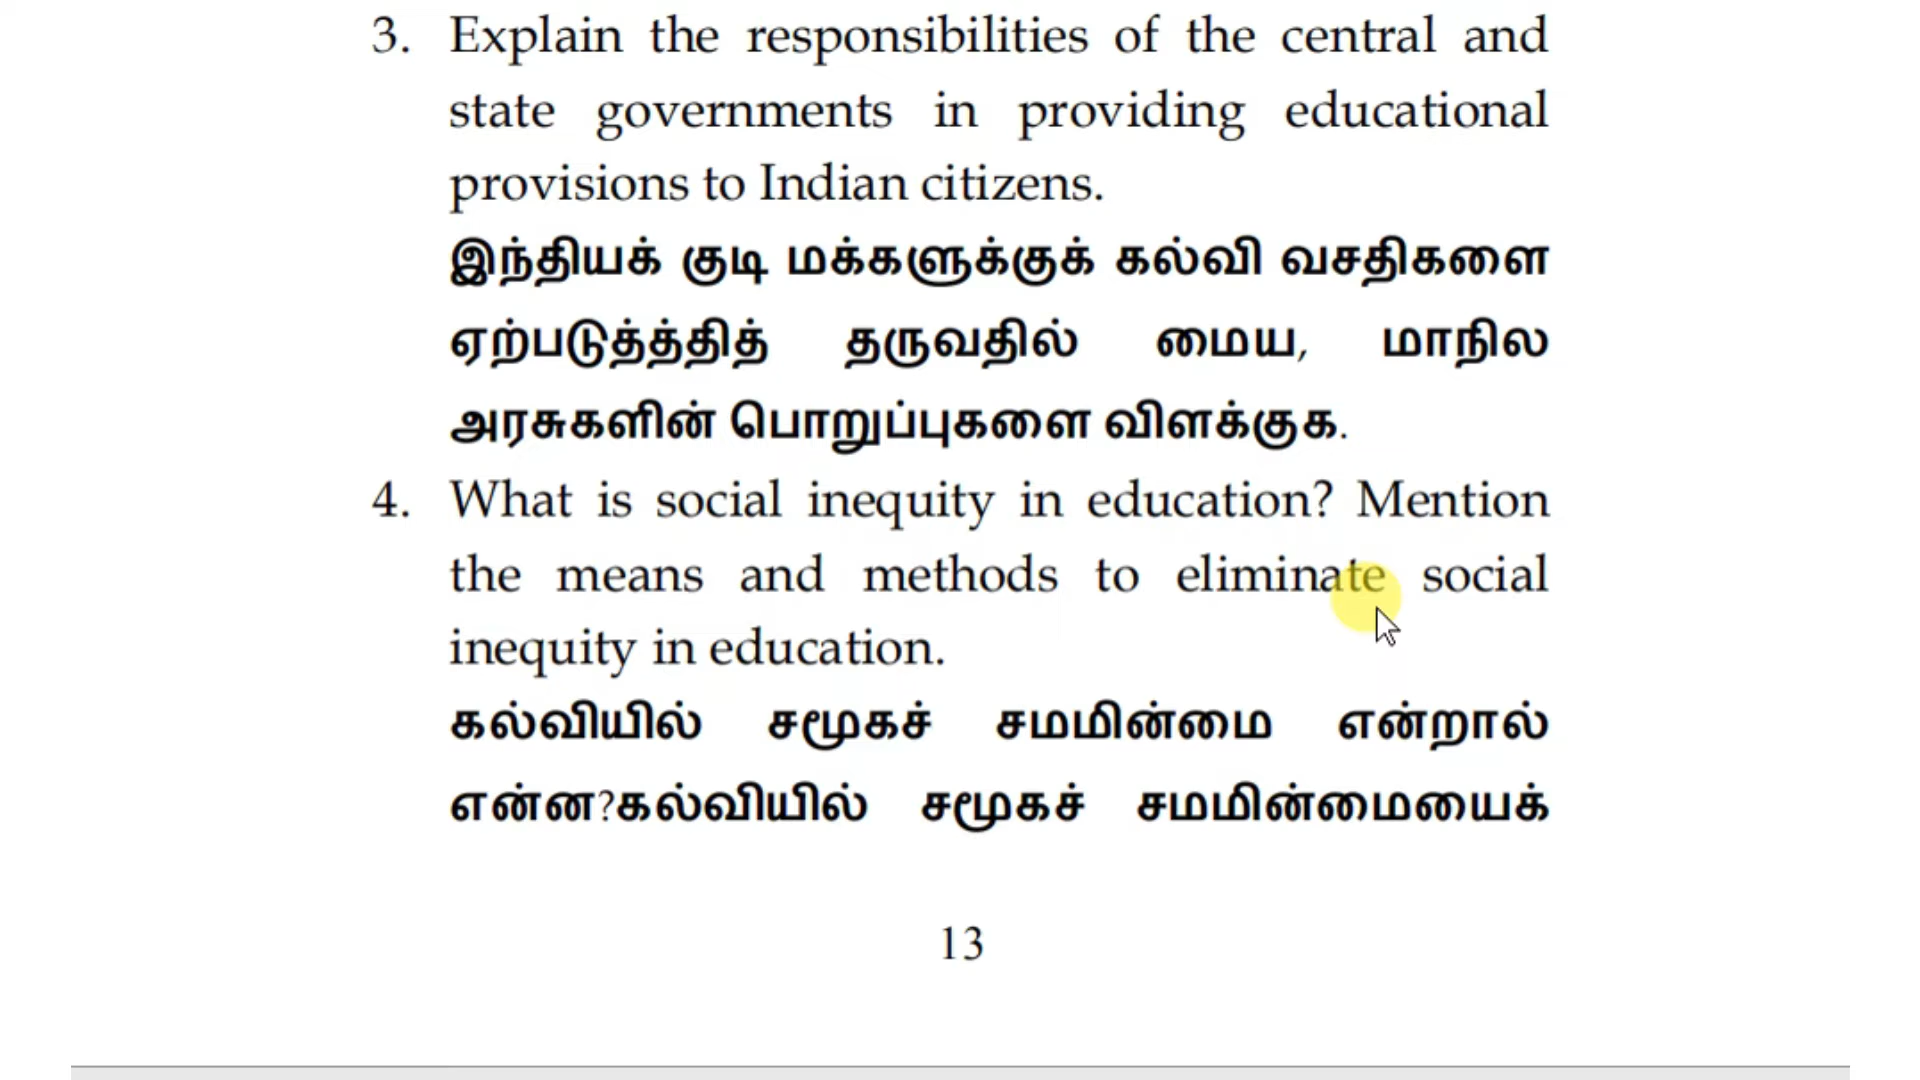 3. Explain the responsibilities of the central and
state governments in providing educational
provisions to Indian citizens.
இந்தியக் குடி மக்களுக்குக் கல்வி வசதிகளை
ஏற்படுத்த்தித் தருவதில் மைய, மாநில
அரசுகளின் பொறுப்புகளை விளக்குக.
4. What is social inequity in education? Mention
the means and methods to eliminate social
inequity in education.
கல்வியில் சமூகச் சமமின்மை என்றால்
என்ன?கல்வியில் சமூகச் சமமின்மையைக்
13